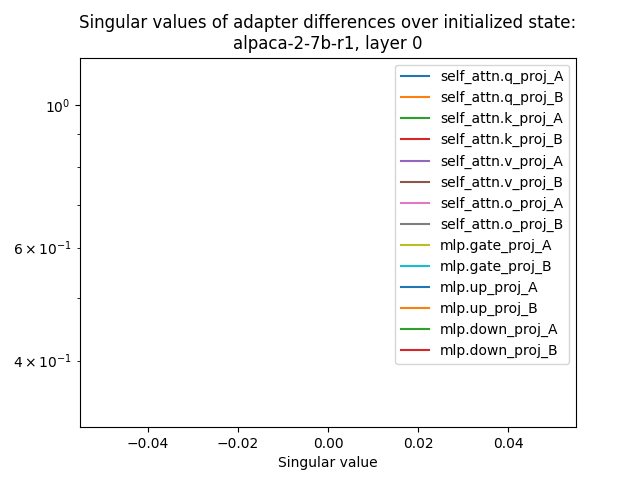 Singular values of adapter differences over initialized state:
alpaca-2-7b-r1, layer 0
10⁰
6 × 10⁻¹
4 × 10⁻¹
self_attn.q_proj_A
self_attn.q_proj_B
self_attn.k_proj_A
self_attn.k_proj_B
self_attn.v_proj_A
self_attn.v_proj_B
self_attn.o_proj_A
self_attn.o_proj_B
mlp.gate_proj_A
mlp.gate_proj_B
mlp.up_proj_A
mlp.up_proj_B
mlp.down_proj_A
mlp.down_proj_B
−0.04 −0.02 0.00 0.02 0.04
Singular value